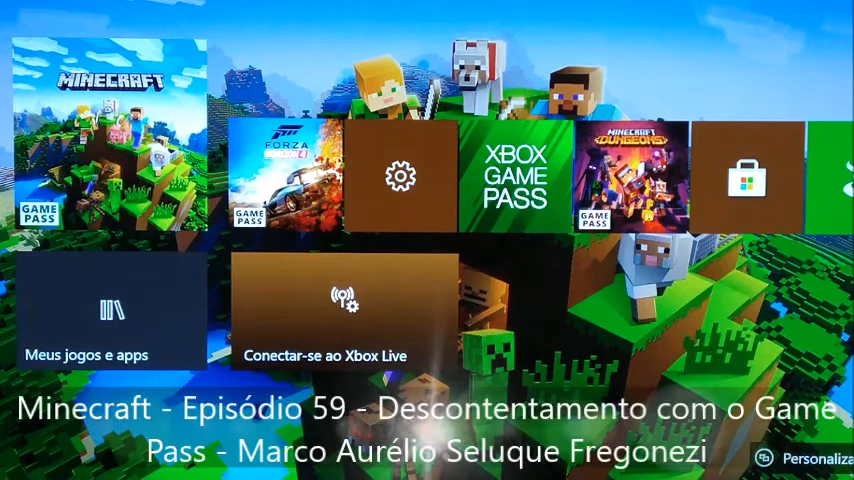 MINECRAFT
GAME
PASS
FORZA
HORIZON 4
GAME
PASS
XBOX
GAME
PASS
MINECRAFT
DUNGEONS
GAME
PASS
Meus jogos e apps
Conectar-se ao Xbox Live
Minecraft - Episódio 59 - Descontentamento com o Game
Pass - Marco Aurélio Seluque Fregonezi
Personaliza